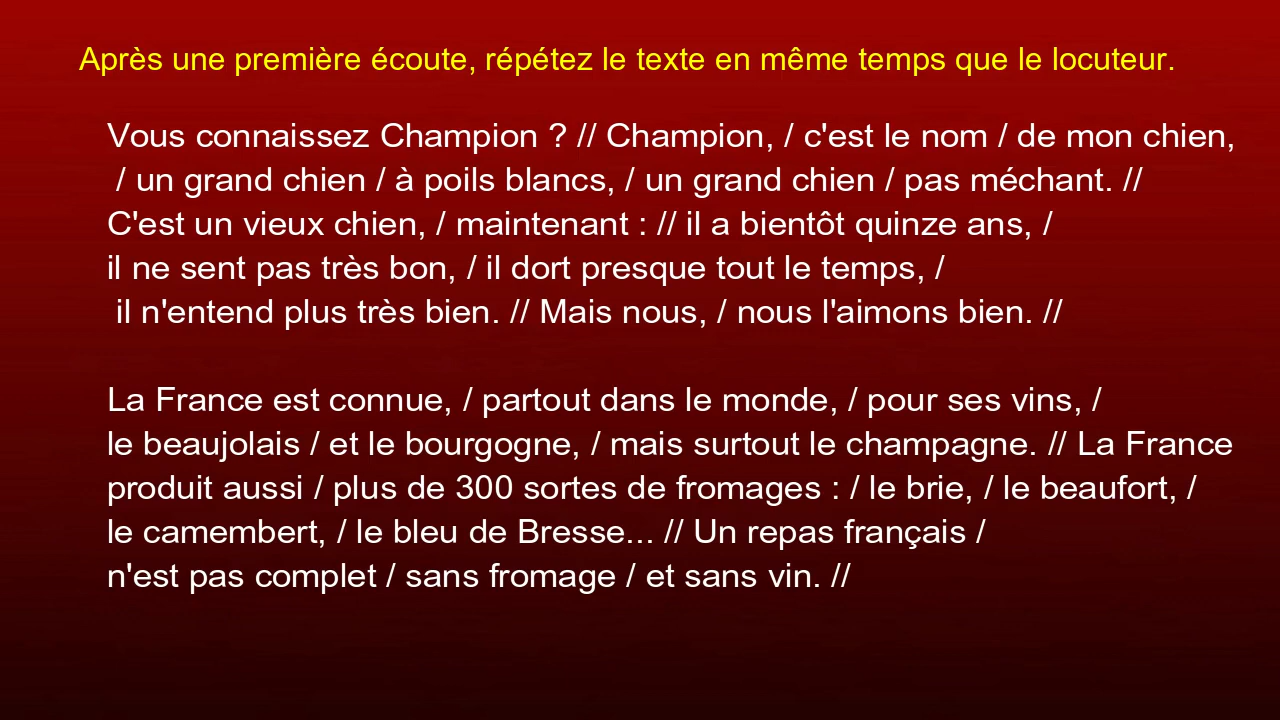 Après une première écoute, répétez le texte en même temps que le locuteur.
Vous connaissez Champion ? // Champion, / c'est le nom / de mon chien,
/ un grand chien / à poils blancs, / un grand chien / pas méchant. //
C'est un vieux chien, / maintenant : // il a bientôt quinze ans, /
il ne sent pas très bon, / il dort presque tout le temps, /
il n'entend plus très bien. // Mais nous, / nous l'aimons bien. //
La France est connue, / partout dans le monde, / pour ses vins, /
le beaujolais / et le bourgogne, / mais surtout le champagne. // La France
produit aussi / plus de 300 sortes de fromages : / le brie, / le beaufort, /
le camembert, / le bleu de Bresse... // Un repas français /
n'est pas complet / sans fromage / et sans vin. //